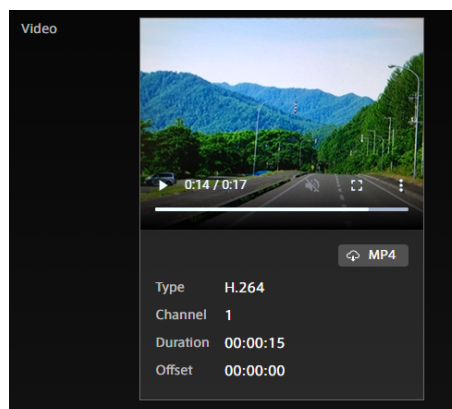 Video
0:14 / 0:17
MP4
Type H.264
Channel 1
Duration 00:00:15
Offset 00:00:00